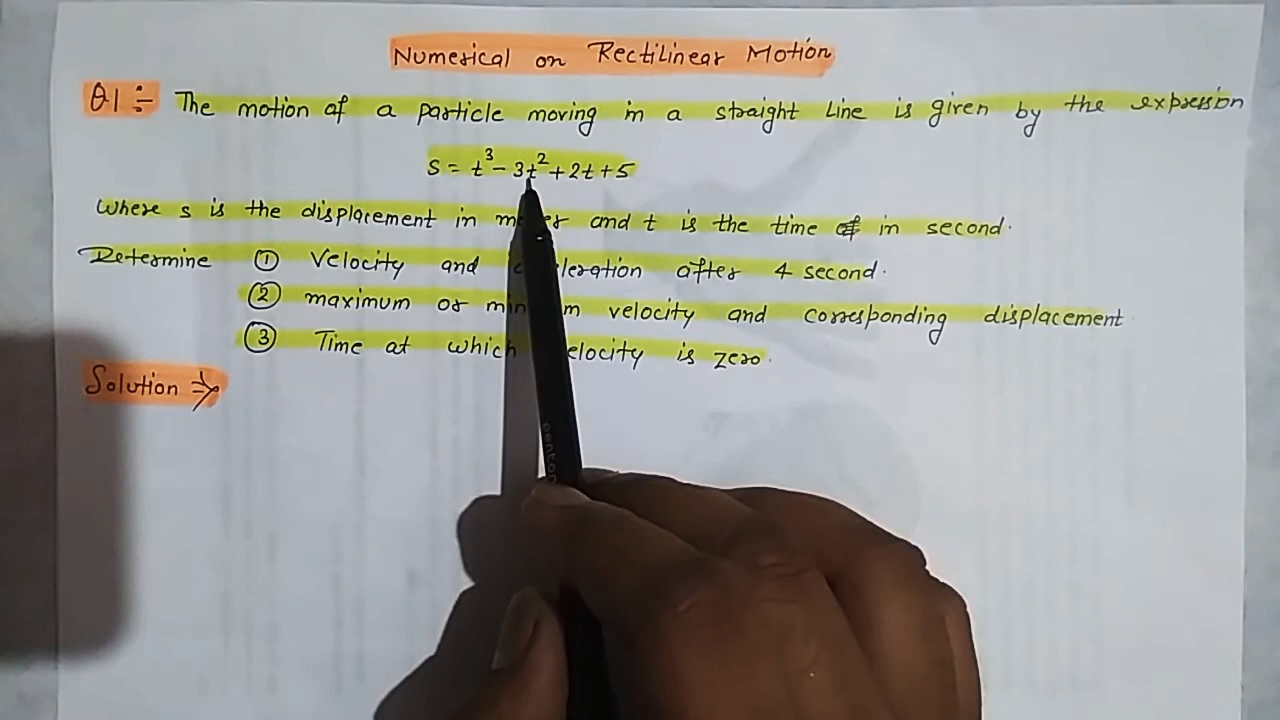 Numerical on Rectilinear Motion
Q1 ÷ The motion of a particle moving in a straight line is given by the expression
S = t³ - 3t² + 2t + 5
where s is the displacement in and t is the time in second.
Determine ① Velocity and after 4 second.
② maximum or velocity and corresponding displacement
③ Time at which is zero.
Solution ⇒